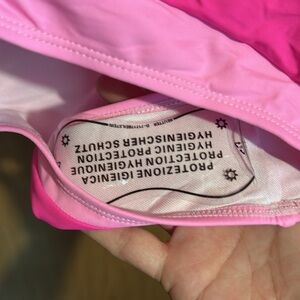 PROTEZIONE IGIENICA
PROTECTION HYGIENIQUE
HYGIENIC PROTECTION
HYGIENISCHER SCHUTZ